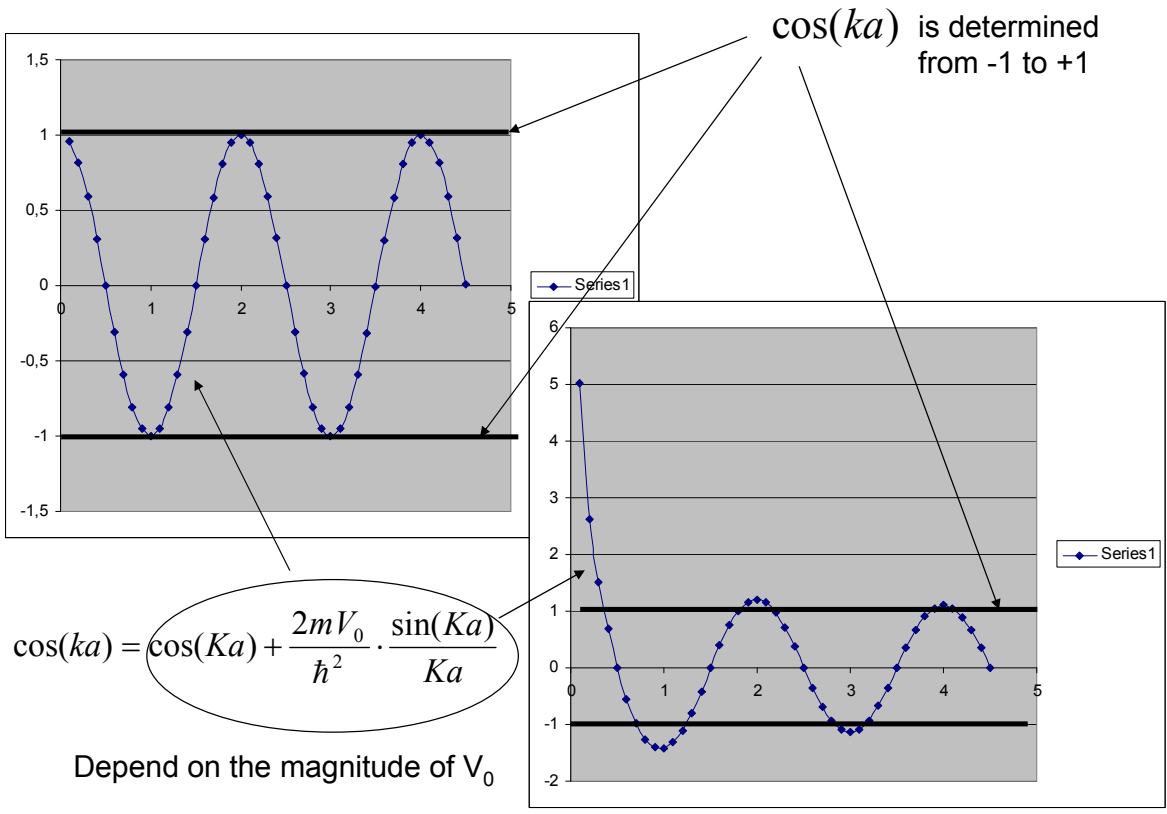 cos(ka) is determined
from -1 to +1
1,5
1
0,5
0
-0,5
-1
-1,5
0 1 2 3 4 5
Series1
6
5
4
3
2
1
0
-1
-2
0 1 2 3 4 5
Series1
cos(ka) = cos(Ka) + 2mV₀/ħ² · sin(Ka)/Ka
Depend on the magnitude of V₀